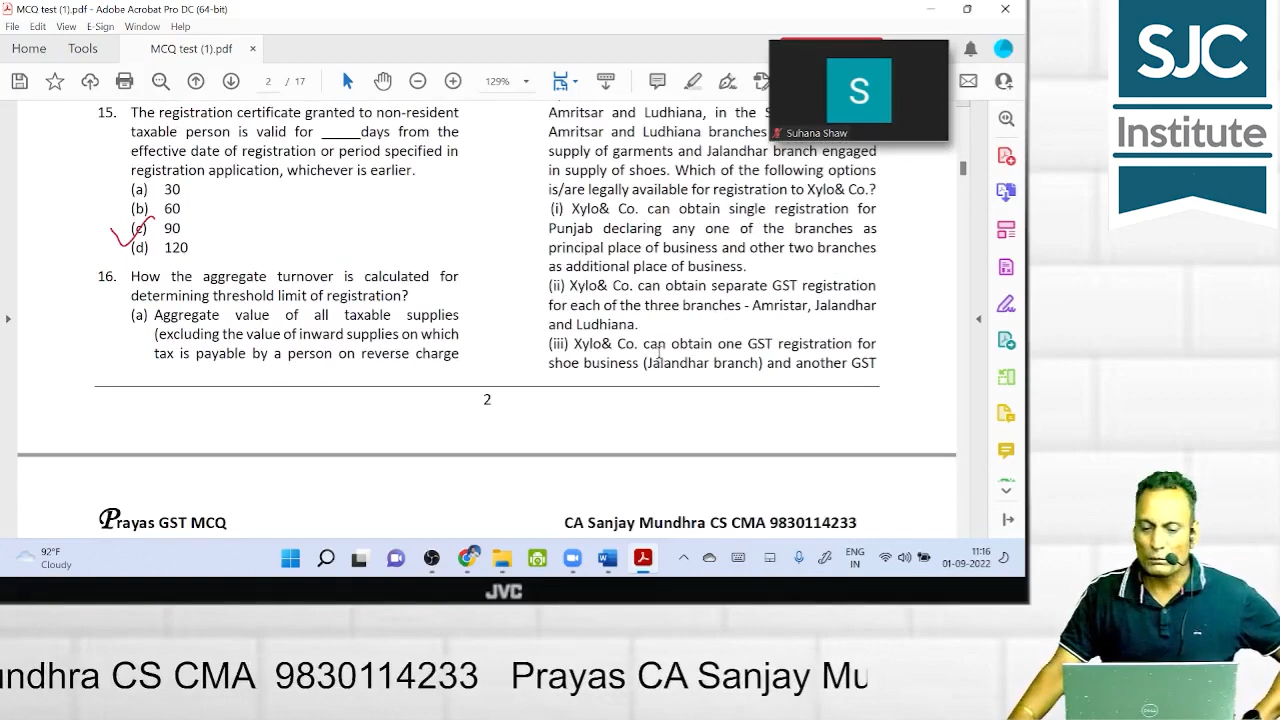 MCQ test (1).pdf - Adobe Acrobat Pro DC (64-bit)
File Edit View E-Sign Window Help
Home Tools MCQ test (1).pdf ×
2 / 17 129%
S
Suhana Shaw
15. The registration certificate granted to non-resident
taxable person is valid for _____days from the
effective date of registration or period specified in
registration application, whichever is earlier.
(a) 30
(b) 60
(c) 90
(d) 120
16. How the aggregate turnover is calculated for
determining threshold limit of registration?
(a) Aggregate value of all taxable supplies
(excluding the value of inward supplies on which
tax is payable by a person on reverse charge
Amritsar and Ludhiana, in the S
Amritsar and Ludhiana branches
supply of garments and Jalandhar branch engaged
in supply of shoes. Which of the following options
is/are legally available for registration to Xylo& Co.?
(i) Xylo& Co. can obtain single registration for
Punjab declaring any one of the branches as
principal place of business and other two branches
as additional place of business.
(ii) Xylo& Co. can obtain separate GST registration
for each of the three branches - Amristar, Jalandhar
and Ludhiana.
(iii) Xylo& Co. can obtain one GST registration for
shoe business (Jalandhar branch) and another GST
2
Prayas GST MCQ CA Sanjay Mundhra CS CMA 9830114233
92°F
Cloudy
ENG
IN
11:16
01-09-2022
JVC
SJC
Institute
undhra CS CMA 9830114233 Prayas CA Sanjay Mu
DELL